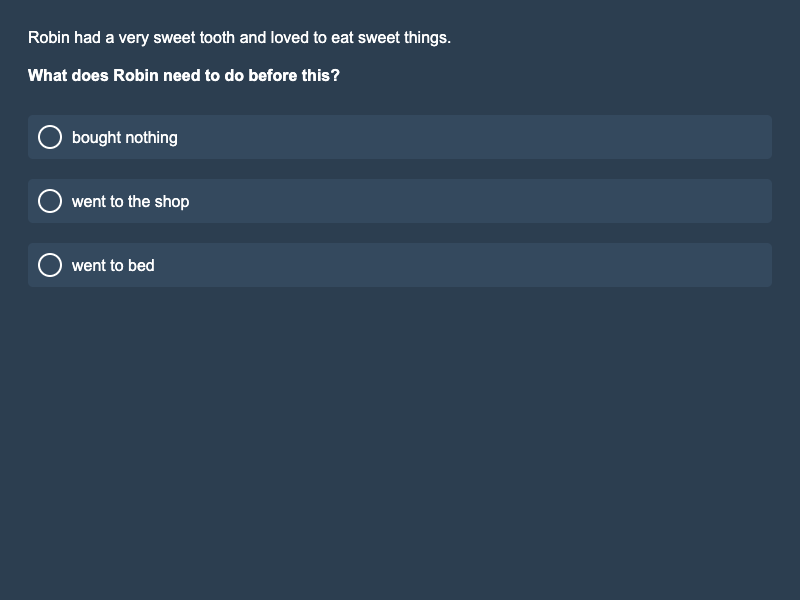 Robin had a very sweet tooth and loved to eat sweet things.
What does Robin need to do before this?
bought nothing
went to the shop
went to bed